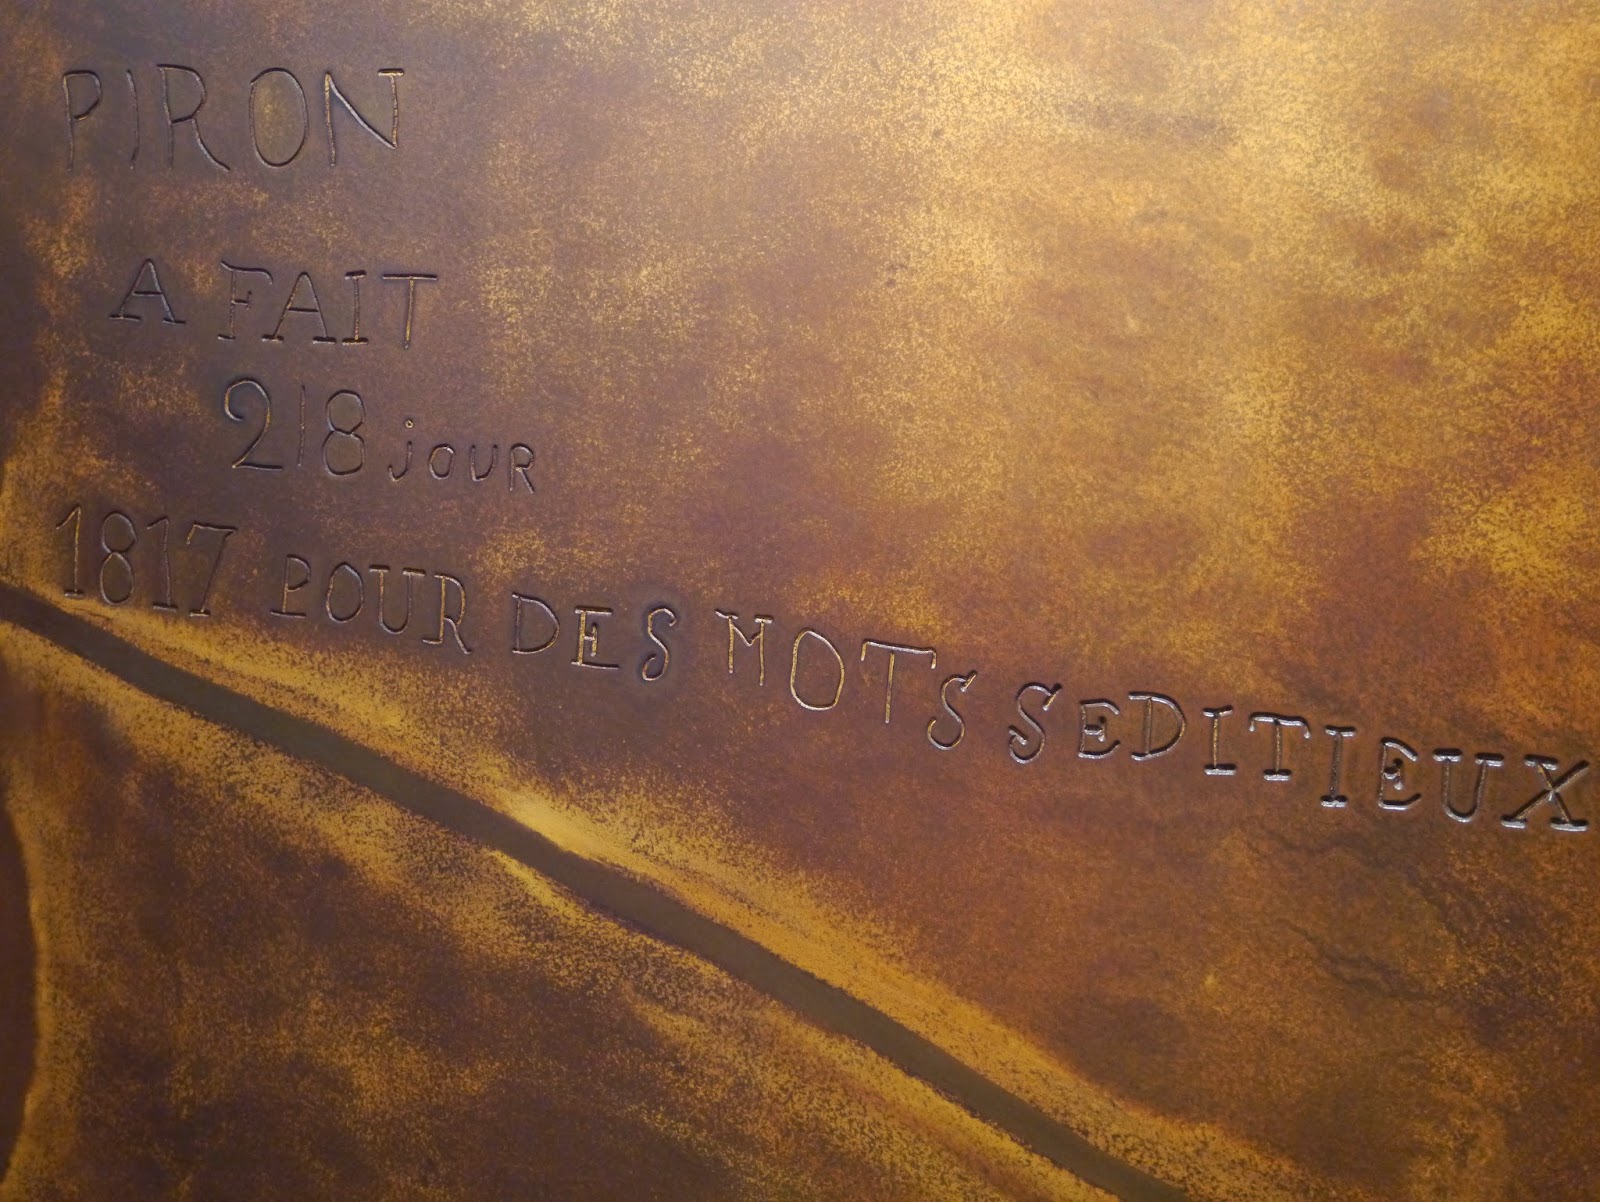 PIRON
A FAIT
218 jOUR
1817 POUR DES MOTS SEDITIEUX